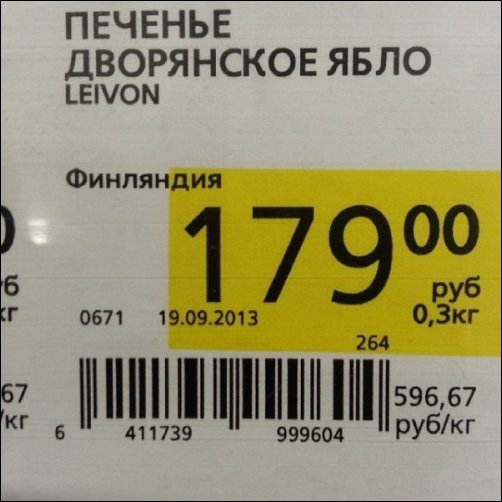 ПЕЧЕНЬЕ
ДВОРЯНСКОЕ ЯБЛО
LEIVON
Финляндия
179 00
руб
0,3кг
0671 19.09.2013
264
596,67
руб/кг
6 411739 999604